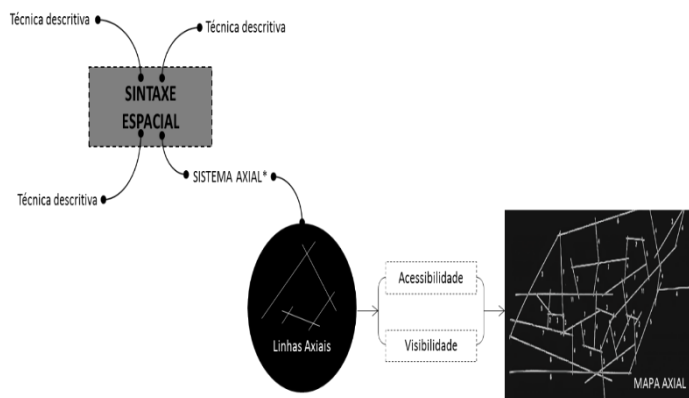 Técnica descritiva
Técnica descritiva
SINTAXE
ESPACIAL
SISTEMA AXIAL*
Técnica descritiva
Acessibilidade
Linhas Axiais
Visibilidade
MAPA AXIAL